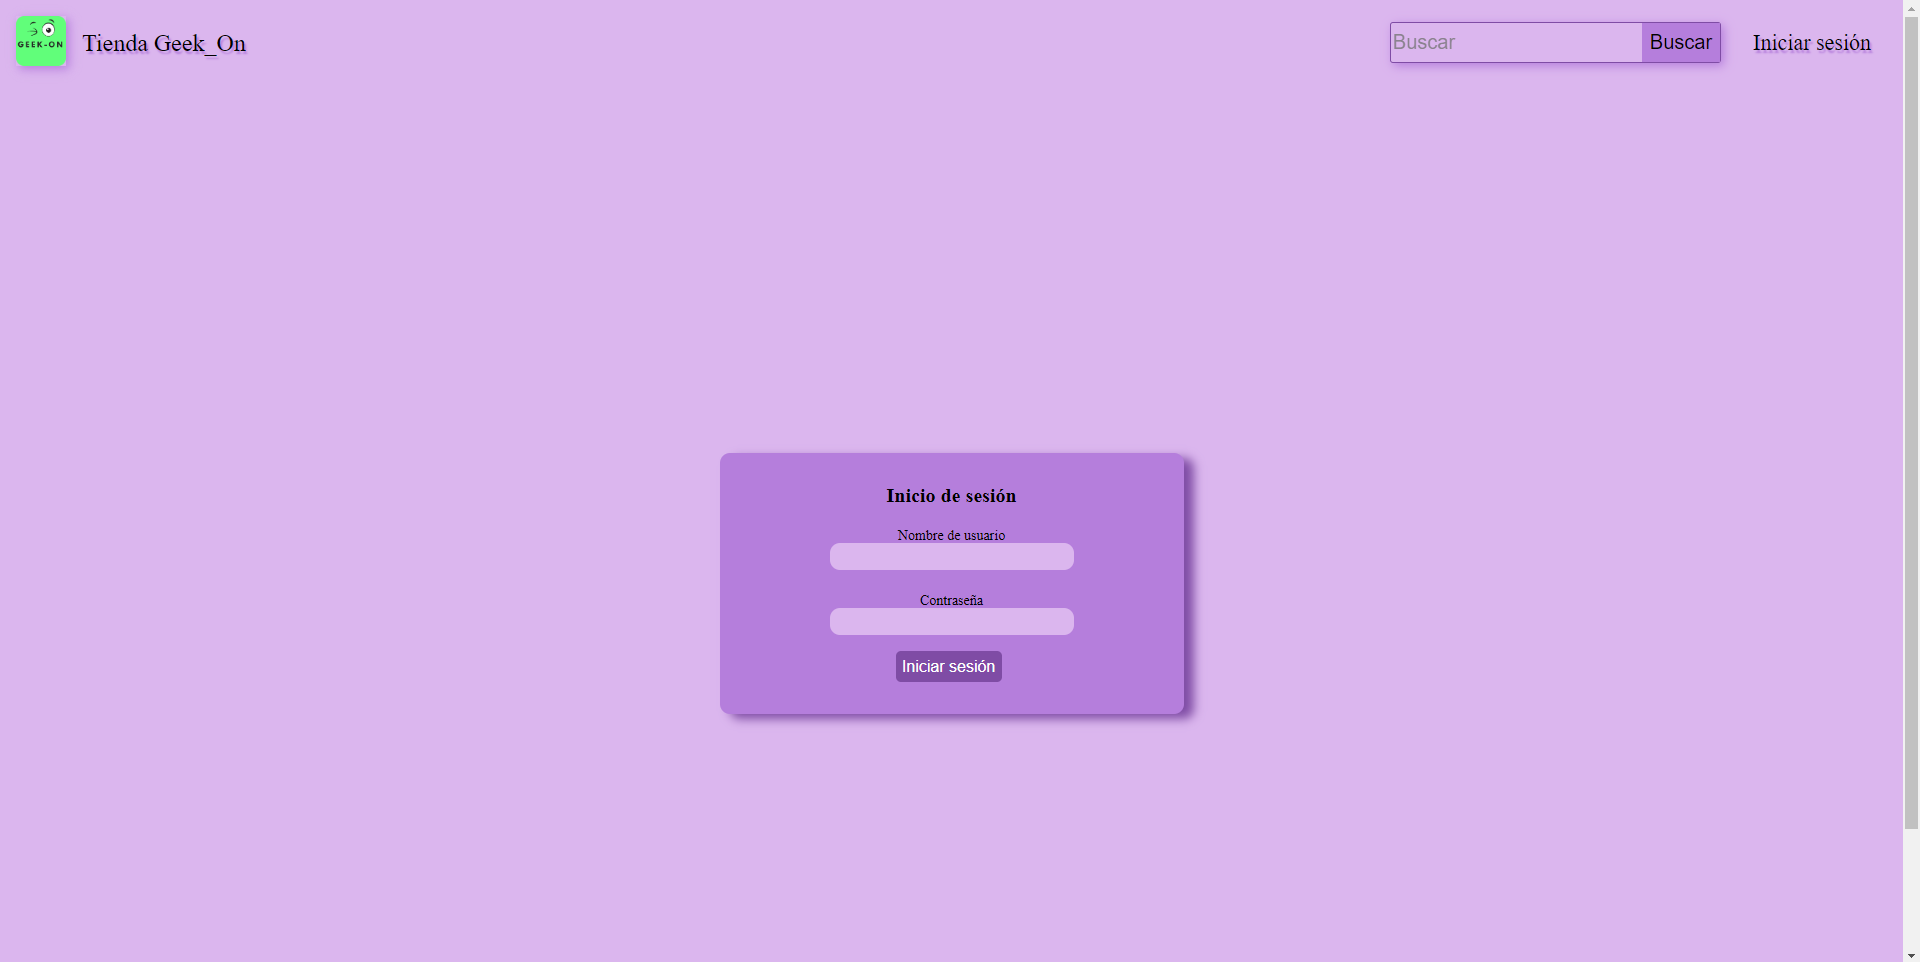 GEEK-ON
Tienda Geek_On
Buscar
Buscar
Iniciar sesión
Inicio de sesión
Nombre de usuario
Contraseña
Iniciar sesión